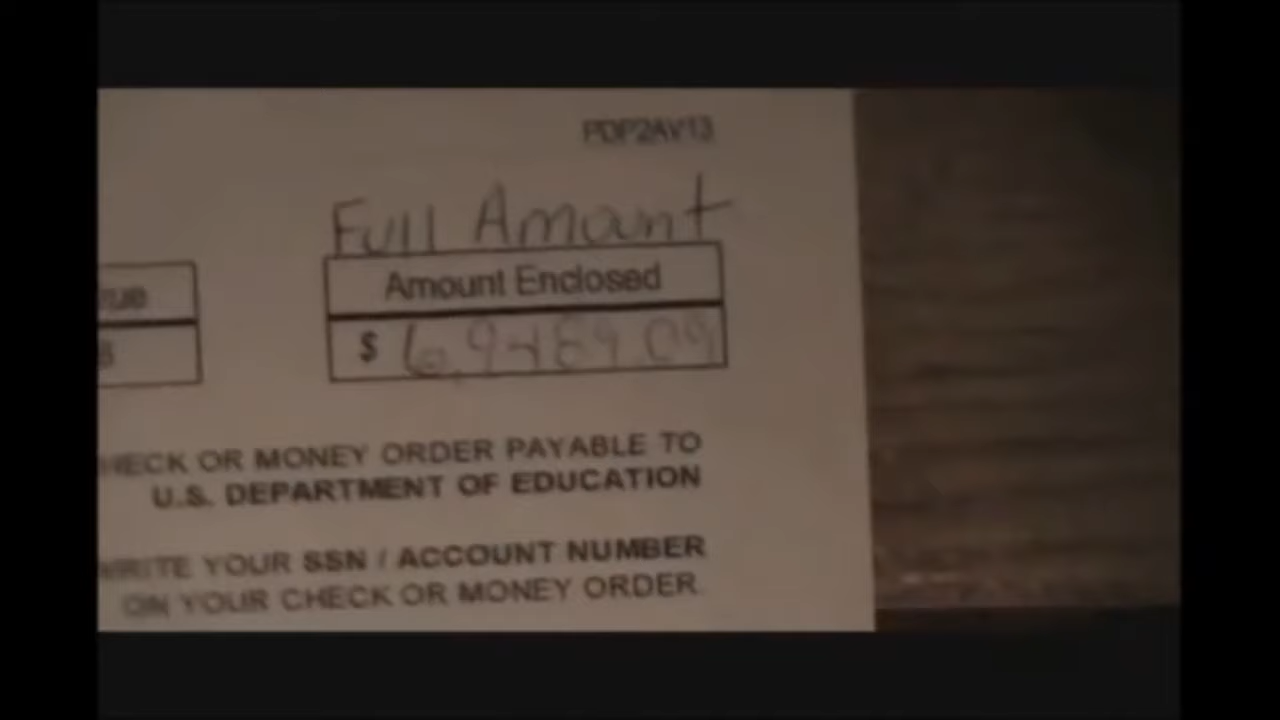 PDP2AV13
Full Amount
Amount Enclosed
$
CHECK OR MONEY ORDER PAYABLE TO
U.S. DEPARTMENT OF EDUCATION
WRITE YOUR SSN / ACCOUNT NUMBER
ON YOUR CHECK OR MONEY ORDER.